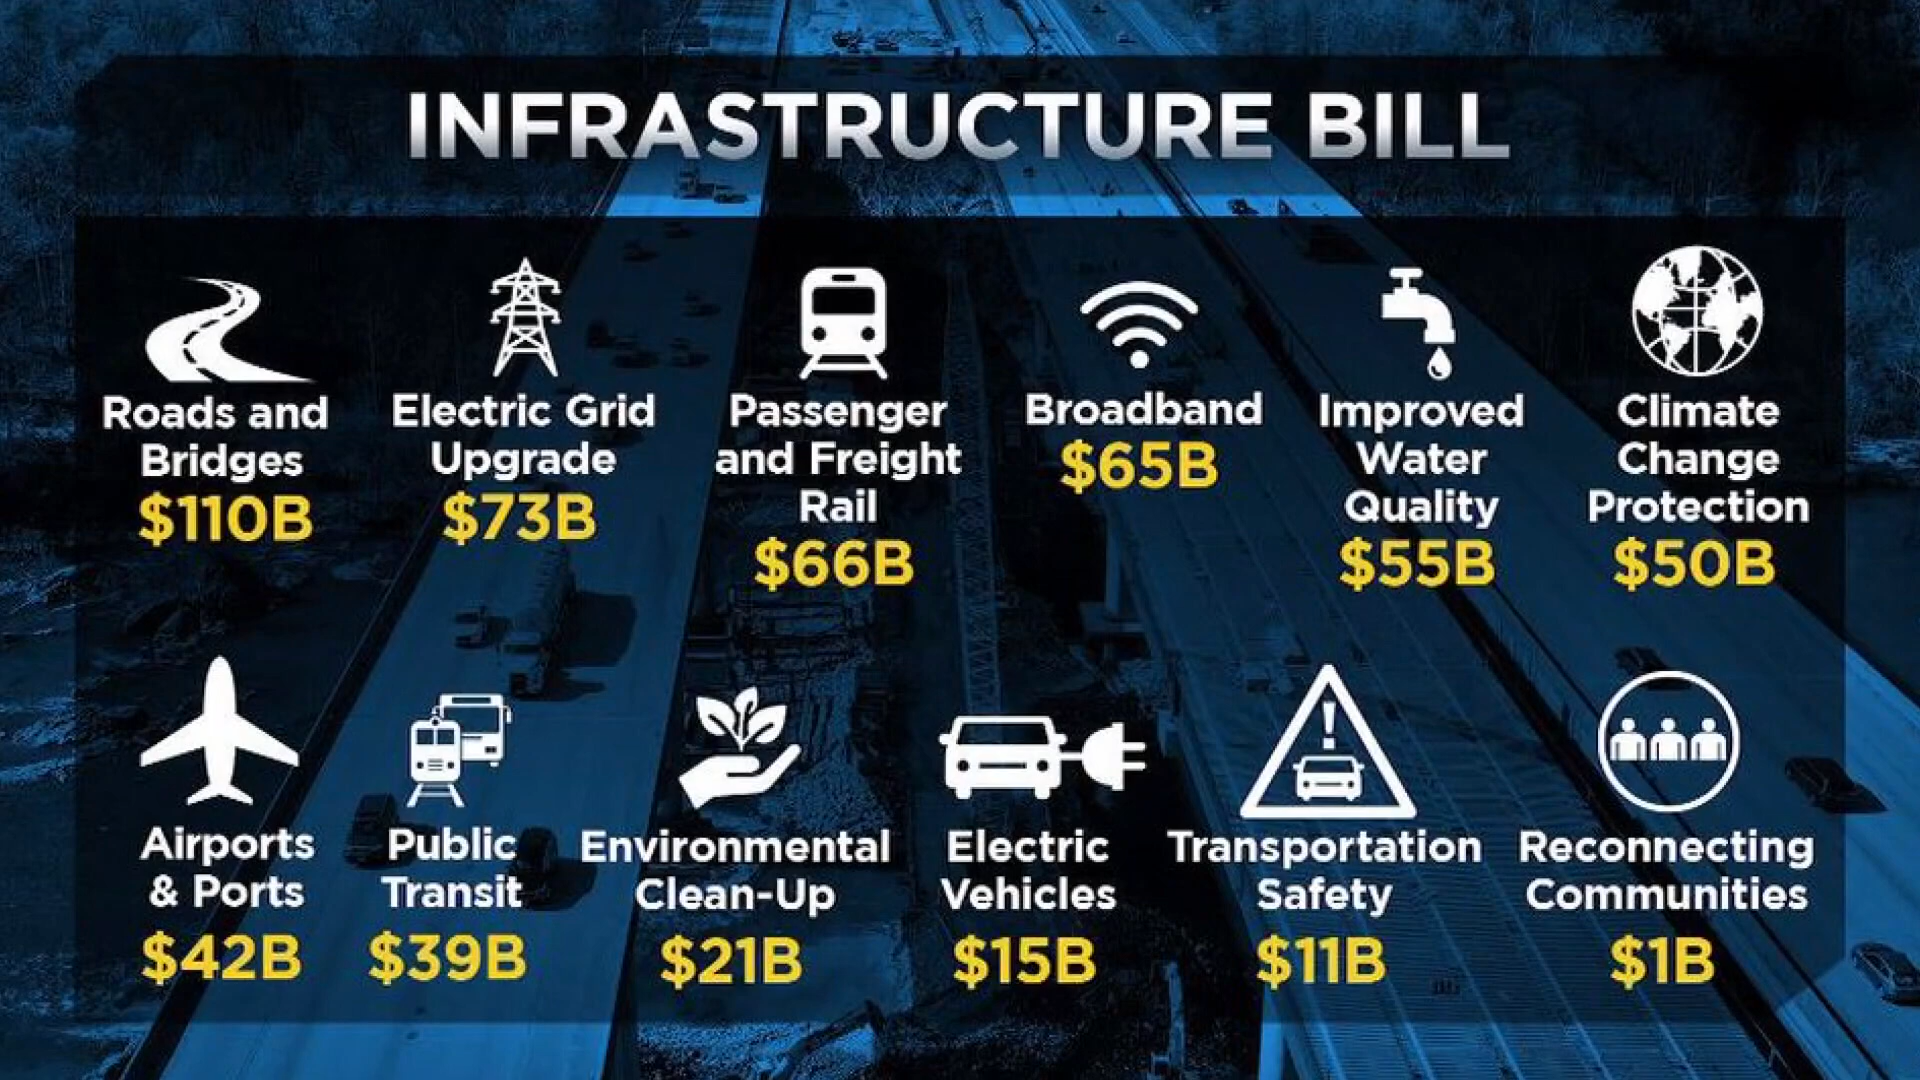 INFRASTRUCTURE BILL
Roads and
Bridges
$110B
Electric Grid
Upgrade
$73B
Passenger
and Freight
Rail
$66B
Broadband
$65B
Improved
Water
Quality
$55B
Climate
Change
Protection
$50B
Airports
& Ports
$42B
Public
Transit
$39B
Environmental
Clean-Up
$21B
Electric
Vehicles
$15B
Transportation
Safety
$11B
Reconnecting
Communities
$1B